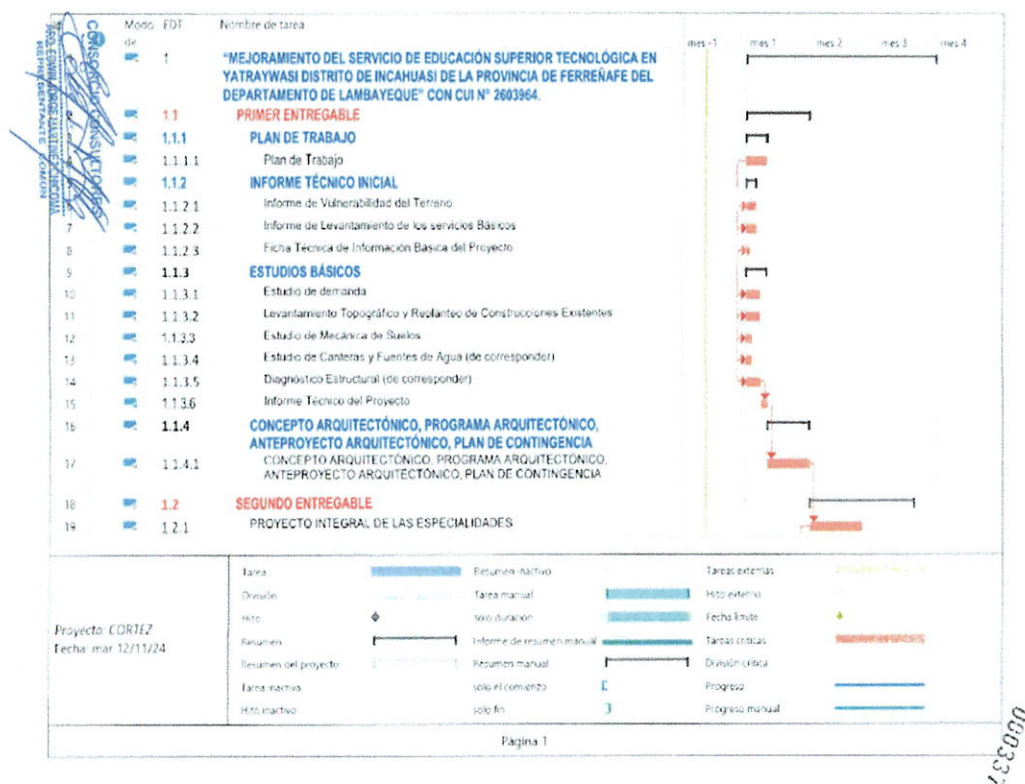 Modo de
EDT
Nombre de tarea
mes -1
mes 1
mes 2
mes 3
mes 4
1
"MEJORAMIENTO DEL SERVICIO DE EDUCACIÓN SUPERIOR TECNOLÓGICA EN
YATRAYWASI DISTRITO DE INCAHUASI DE LA PROVINCIA DE FERREÑAFE DEL
DEPARTAMENTO DE LAMBAYEQUE" CON CUI N° 2603964.
1.1 PRIMER ENTREGABLE
1.1.1 PLAN DE TRABAJO
1.1.1.1 Plan de Trabajo
1.1.2 INFORME TÉCNICO INICIAL
1.1.2.1 Informe de Vulnerabilidad del Terreno
7 1.1.2.2 Informe de Levantamiento de los servicios Básicos
8 1.1.2.3 Ficha Técnica de Información Básica del Proyecto
9 1.1.3 ESTUDIOS BÁSICOS
10 1.1.3.1 Estudio de demanda
11 1.1.3.2 Levantamiento Topográfico y Replanteo de Construcciones Existentes
12 1.1.3.3 Estudio de Mecánica de Suelos
13 1.1.3.4 Estudio de Canteras y Fuentes de Agua (de corresponder)
14 1.1.3.5 Diagnóstico Estructural (de corresponder)
15 1.1.3.6 Informe Técnico del Proyecto
16 1.1.4 CONCEPTO ARQUITECTÓNICO, PROGRAMA ARQUITECTÓNICO,
ANTEPROYECTO ARQUITECTÓNICO, PLAN DE CONTINGENCIA
17 1.1.4.1 CONCEPTO ARQUITECTÓNICO, PROGRAMA ARQUITECTÓNICO,
ANTEPROYECTO ARQUITECTÓNICO, PLAN DE CONTINGENCIA
18 1.2 SEGUNDO ENTREGABLE
19 1.2.1 PROYECTO INTEGRAL DE LAS ESPECIALIDADES
CONSORCIO CONSULTORES
REPRESENTANTE COMÚN
Proyecto: CORTEZ
Fecha: mar 12/11/24
Tarea
División
Hito
Resumen
Resumen del proyecto
Tarea inactiva
Hito inactivo
Resumen inactivo
Tarea manual
solo duración
Informe de resumen manual
Resumen manual
solo el comienzo
solo fin
Tareas externas
Hito externo
Fecha límite
Tareas críticas
División crítica
Progreso
Progreso manual
Página 1
000331